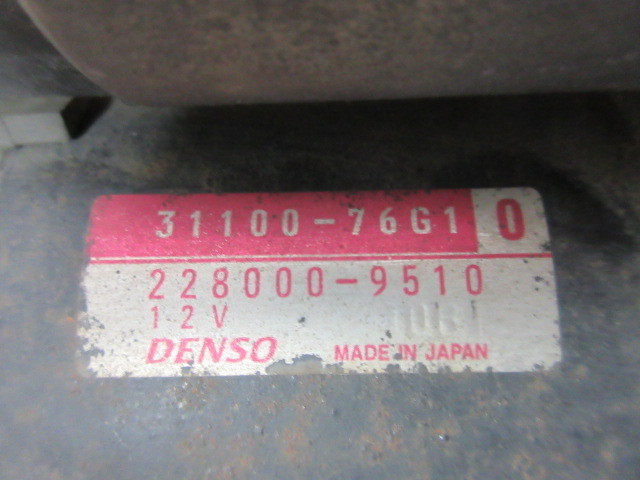 31100-76G1 0
228000-9510
12V
DENSO MADE IN JAPAN